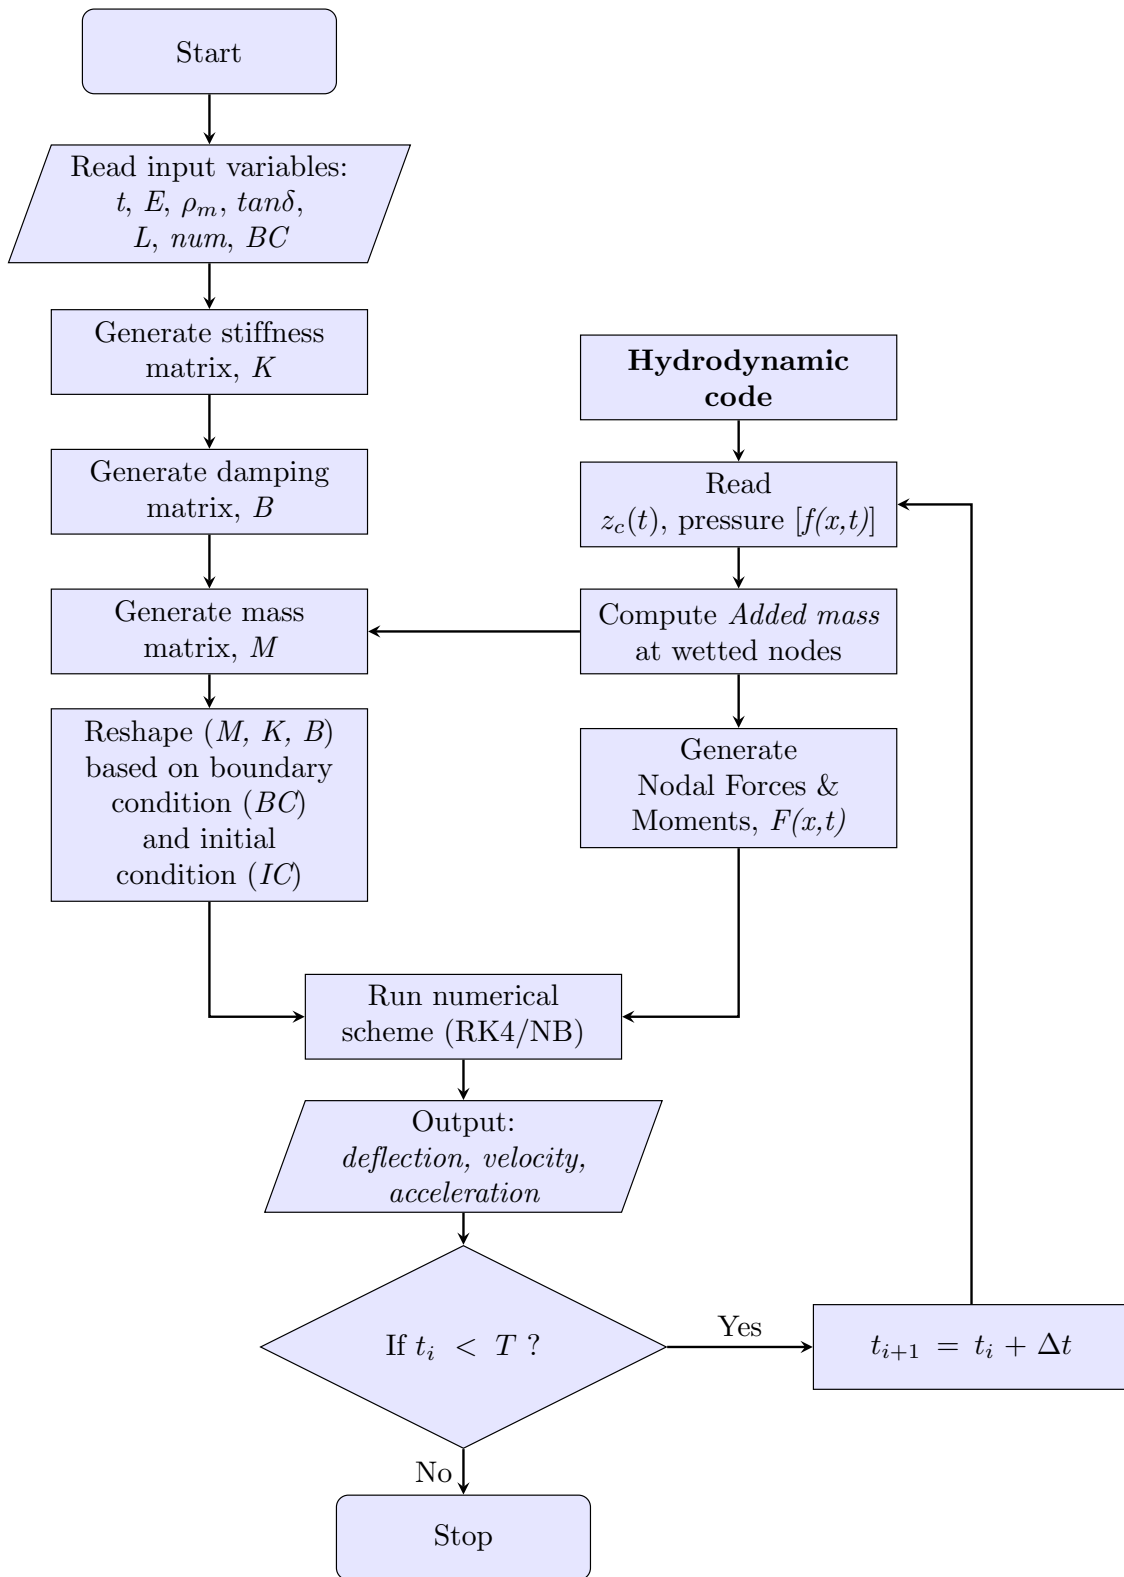 Start
Read input variables:
t, E, ρₘ, tanδ,
L, num, BC
Generate stiffness
matrix, K
Generate damping
matrix, B
Generate mass
matrix, M
Reshape (M, K, B)
based on boundary
condition (BC)
and initial
condition (IC)
Hydrodynamic
code
Read
z_c(t), pressure [f(x,t)]
Compute Added mass
at wetted nodes
Generate
Nodal Forces &
Moments, F(x,t)
Run numerical
scheme (RK4/NB)
Output:
deflection, velocity,
acceleration
If tᵢ < T ?
Yes
tᵢ₊₁ = tᵢ + Δt
No
Stop